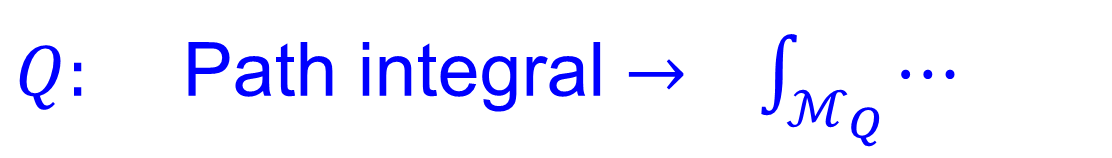 𝑄: Path integral → ∫_{ℳ_𝑄} ⋯